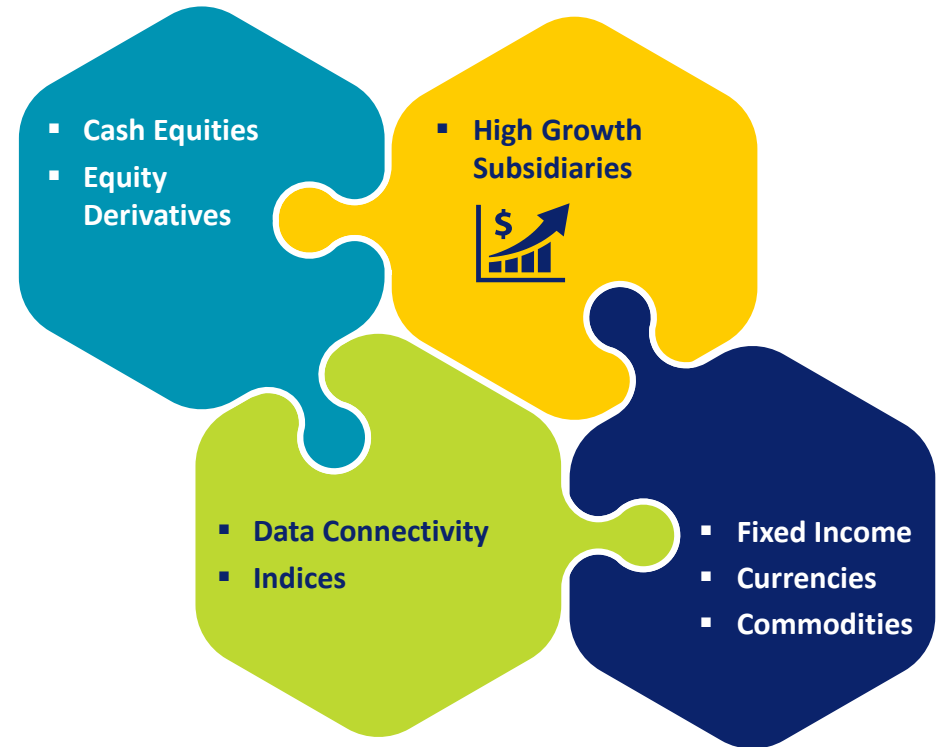 ▪ Cash Equities
▪ Equity
Derivatives
▪ High Growth
Subsidiaries
$
▪ Data Connectivity
▪ Indices
▪ Fixed Income
▪ Currencies
▪ Commodities